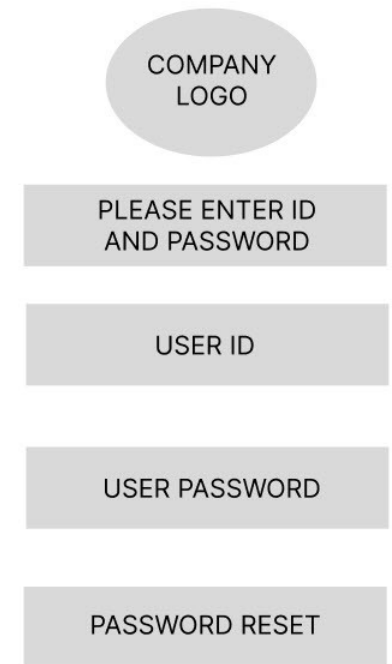 COMPANY
LOGO
PLEASE ENTER ID
AND PASSWORD
USER ID
USER PASSWORD
PASSWORD RESET